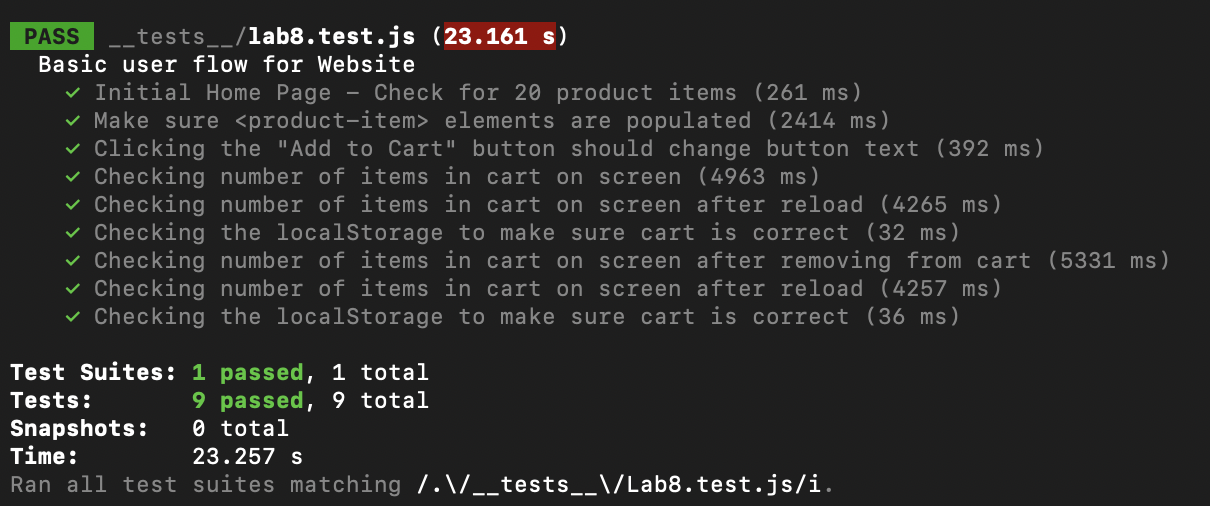 PASS __tests__/lab8.test.js (23.161 s)
Basic user flow for Website
✓ Initial Home Page – Check for 20 product items (261 ms)
✓ Make sure <product-item> elements are populated (2414 ms)
✓ Clicking the "Add to Cart" button should change button text (392 ms)
✓ Checking number of items in cart on screen (4963 ms)
✓ Checking number of items in cart on screen after reload (4265 ms)
✓ Checking the localStorage to make sure cart is correct (32 ms)
✓ Checking number of items in cart on screen after removing from cart (5331 ms)
✓ Checking number of items in cart on screen after reload (4257 ms)
✓ Checking the localStorage to make sure cart is correct (36 ms)
Test Suites: 1 passed, 1 total
Tests: 9 passed, 9 total
Snapshots: 0 total
Time: 23.257 s
Ran all test suites matching /.\/__tests__\/Lab8.test.js/i.